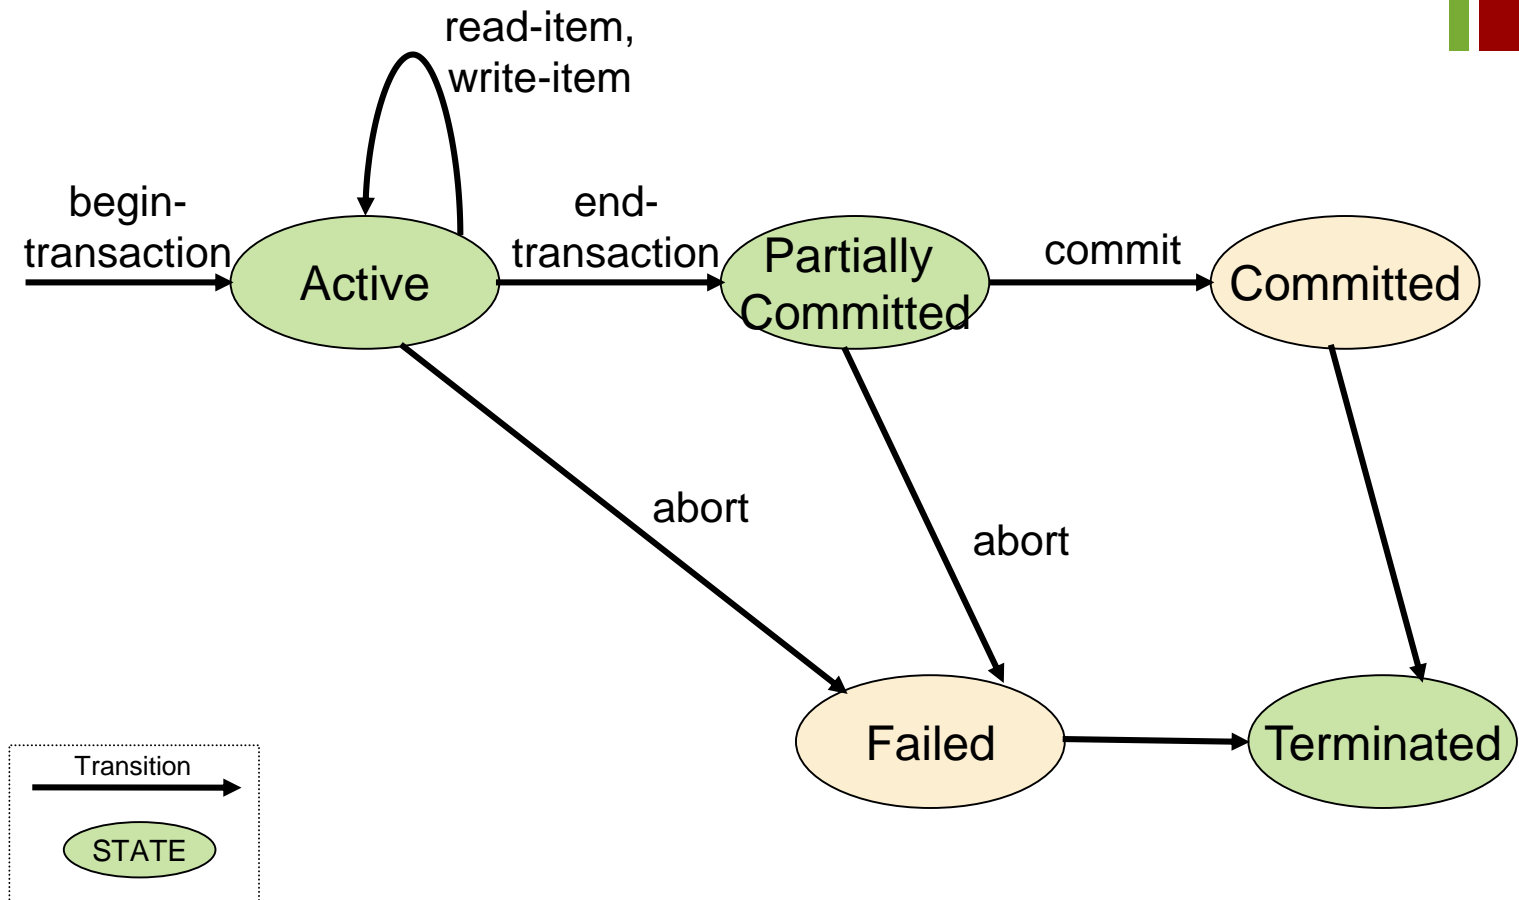 read-item,
write-item
begin-
transaction
end-
transaction
Active
Partially
Committed
commit
Committed
abort
abort
Failed
Terminated
Transition
STATE